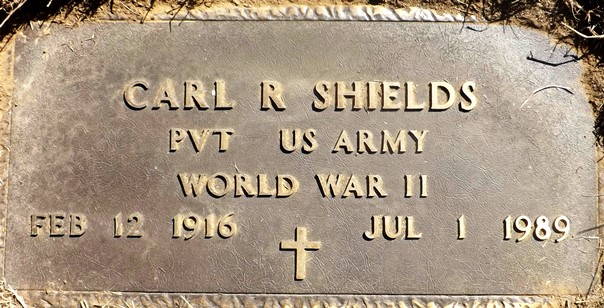 CARL R SHIELDS
PVT US ARMY
WORLD WAR II
FEB 12 1916 JUL 1 1989